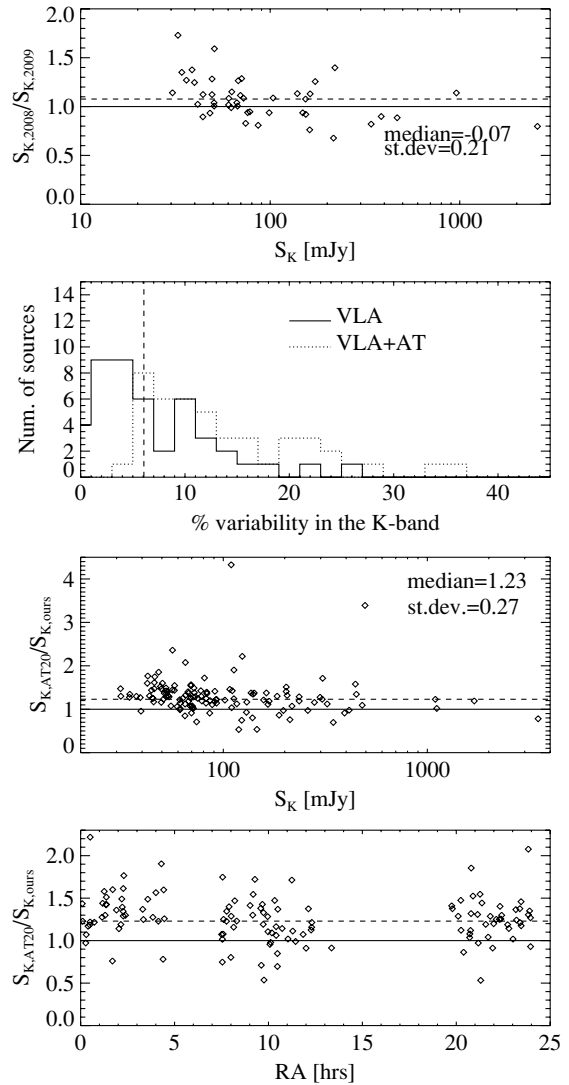 2.0
1.5
1.0
0.5
0.0
S_K,2008/S_K,2009
median=-0.07
st.dev=0.21
10 100 1000
S_K [mJy]
14
12
10
8
6
4
2
0
Num. of sources
VLA
VLA+AT
0 10 20 30 40
% variability in the K-band
4
3
2
1
0
S_K,AT20/S_K,ours
median=1.23
st.dev.=0.27
100 1000
S_K [mJy]
2.0
1.5
1.0
0.5
0.0
S_K,AT20/S_K,ours
0 5 10 15 20 25
RA [hrs]